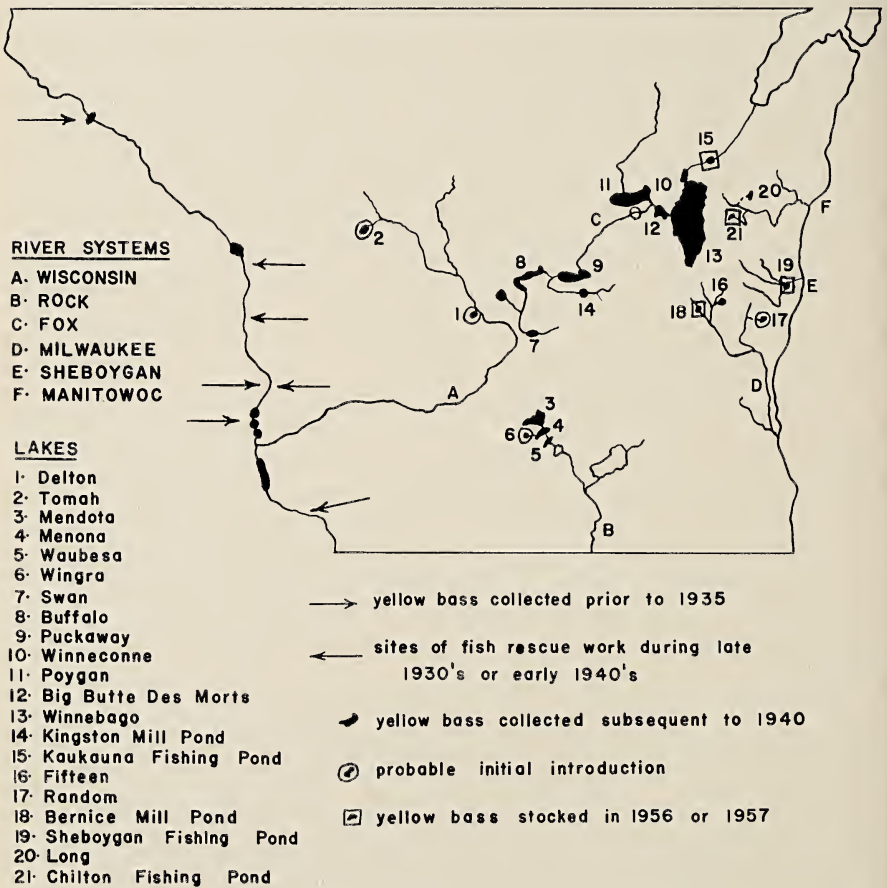 RIVER SYSTEMS
A. WISCONSIN
B. ROCK
C. FOX
D. MILWAUKEE
E. SHEBOYGAN
F. MANITOWOC
LAKES
1. Delton
2. Tomah
3. Mendota
4. Menona
5. Waubesa
6. Wingra
7. Swan
8. Buffalo
9. Puckaway
10. Winneconne
11. Poygan
12. Big Butte Des Morts
13. Winnebago
14. Kingston Mill Pond
15. Kaukauna Fishing Pond
16. Fifteen
17. Random
18. Bernice Mill Pond
19. Sheboygan Fishing Pond
20. Long
21. Chilton Fishing Pond
yellow bass collected prior to 1935
sites of fish rescue work during late
1930's or early 1940's
yellow bass collected subsequent to 1940
probable initial introduction
yellow bass stocked in 1956 or 1957
15
11
10
20
2
C
12
21
F
13
8
9
19
16
E
1
14
18
17
7
A
D
3
6
4
5
B